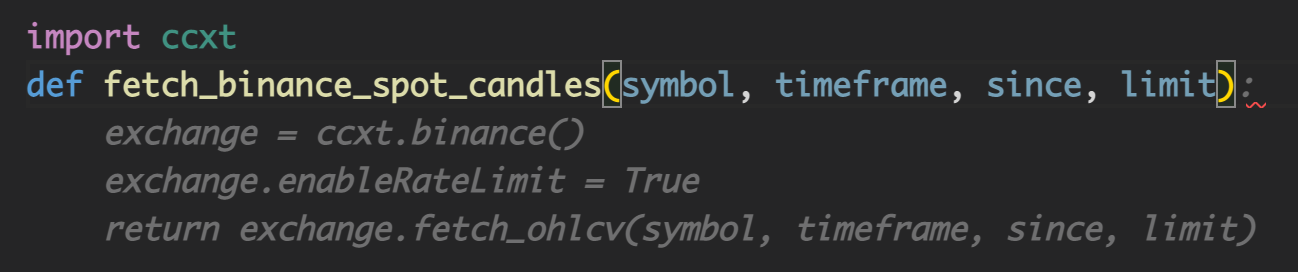 import ccxt
def fetch_binance_spot_candles(symbol, timeframe, since, limit):
    exchange = ccxt.binance()
    exchange.enableRateLimit = True
    return exchange.fetch_ohlcv(symbol, timeframe, since, limit)